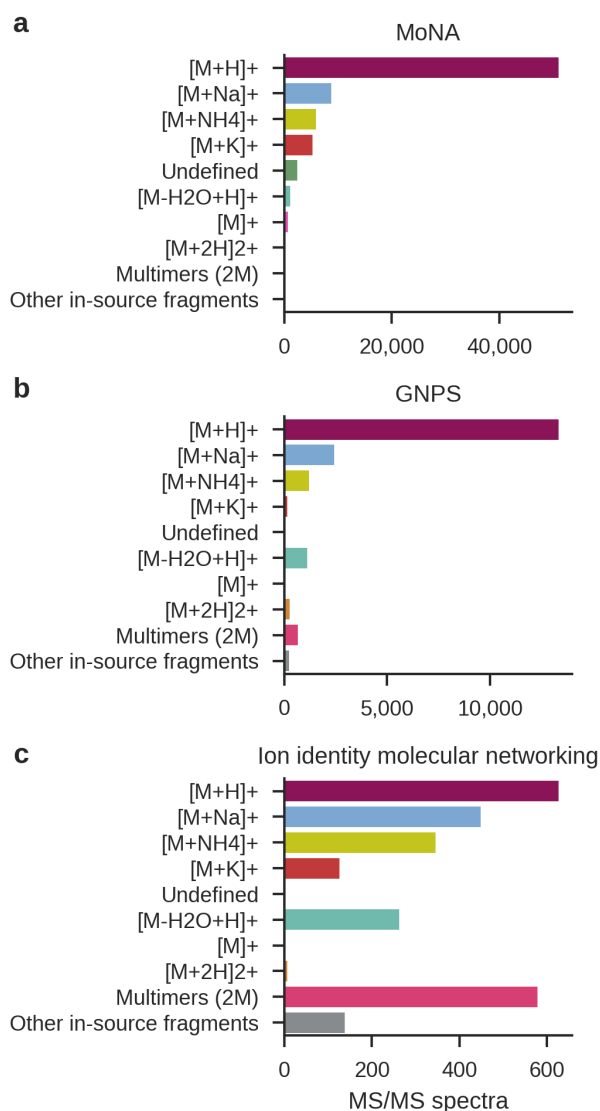 a
MoNA
[M+H]+
[M+Na]+
[M+NH4]+
[M+K]+
Undefined
[M-H2O+H]+
[M]+
[M+2H]2+
Multimers (2M)
Other in-source fragments
0 20,000 40,000
b
GNPS
[M+H]+
[M+Na]+
[M+NH4]+
[M+K]+
Undefined
[M-H2O+H]+
[M]+
[M+2H]2+
Multimers (2M)
Other in-source fragments
0 5,000 10,000
c
Ion identity molecular networking
[M+H]+
[M+Na]+
[M+NH4]+
[M+K]+
Undefined
[M-H2O+H]+
[M]+
[M+2H]2+
Multimers (2M)
Other in-source fragments
0 200 400 600
MS/MS spectra